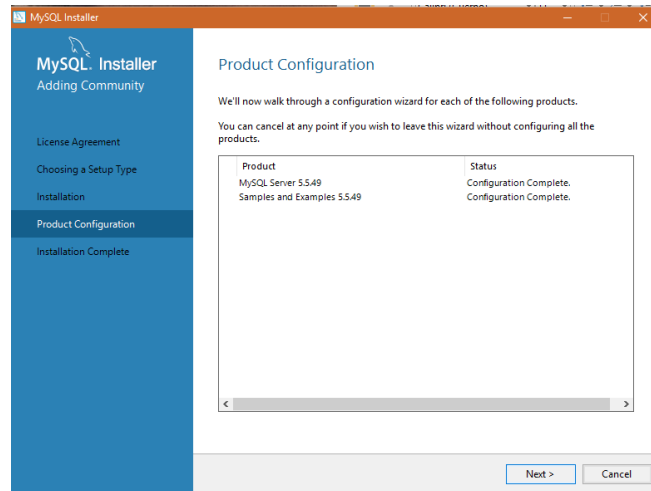 MySQL Installer
MySQL. Installer
Adding Community
License Agreement
Choosing a Setup Type
Installation
Product Configuration
Installation Complete
Product Configuration
We'll now walk through a configuration wizard for each of the following products.
You can cancel at any point if you wish to leave this wizard without configuring all the
products.
Product Status
MySQL Server 5.5.49 Configuration Complete.
Samples and Examples 5.5.49 Configuration Complete.
Next > Cancel